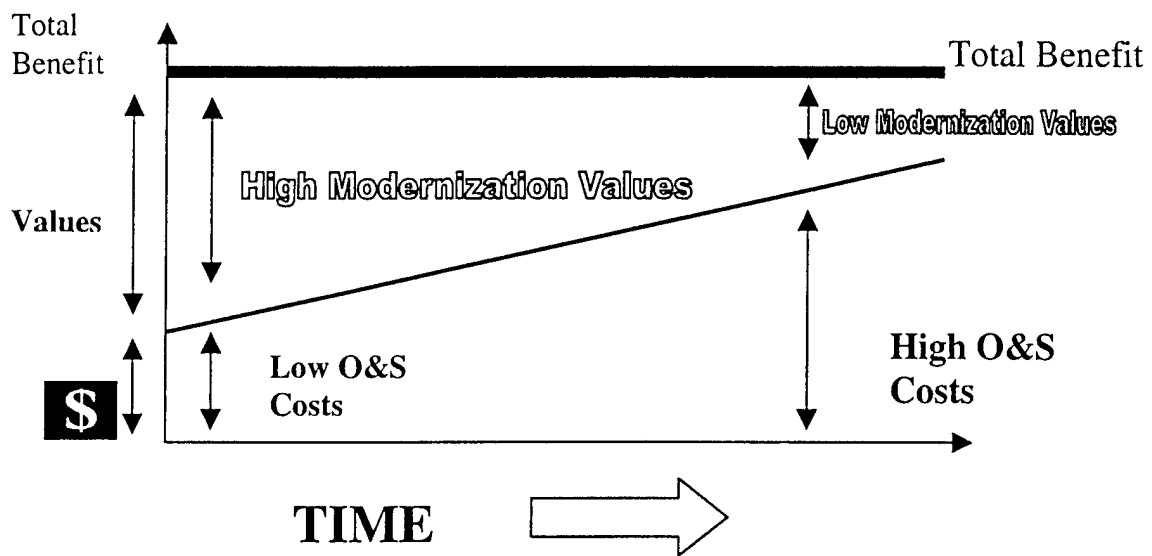 Total
Benefit
Total Benefit
Low Modernization Values
High Modernization Values
Values
Low O&S
Costs
High O&S
Costs
$
TIME